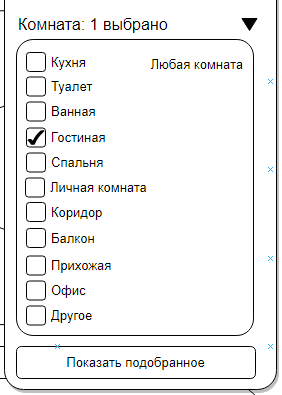 Комната: 1 выбрано
Кухня
Любая комната
Туалет
Ванная
Гостиная
Спальня
Личная комната
Коридор
Балкон
Прихожая
Офис
Другое
Показать подобранное